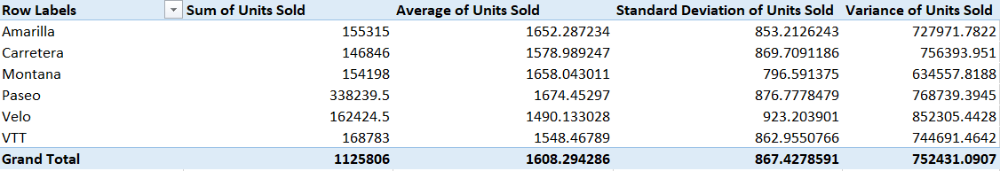 Row Labels Sum of Units Sold Average of Units Sold Standard Deviation of Units Sold Variance of Units Sold
Amarilla 155315 1652.287234 853.2126243 727971.7822
Carretera 146846 1578.989247 869.7091186 756393.951
Montana 154198 1658.043011 796.591375 634557.8188
Paseo 338239.5 1674.45297 876.7778479 768739.3945
Velo 162424.5 1490.133028 923.203901 852305.4428
VTT 168783 1548.46789 862.9550766 744691.4642
Grand Total 1125806 1608.294286 867.4278591 752431.0907